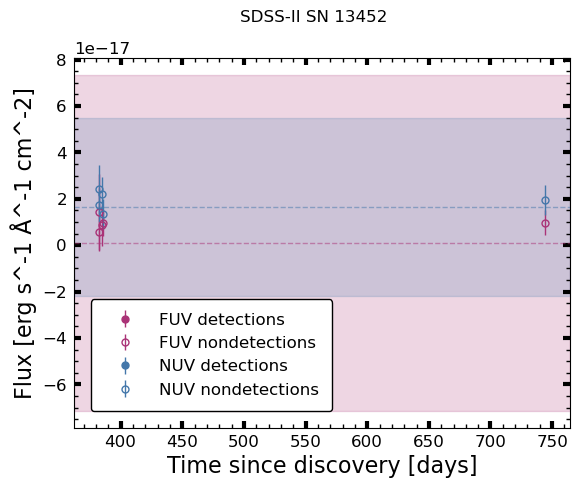 SDSS-II SN 13452
1e−17
8
6
4
2
0
−2
−4
−6
Flux [erg s^-1 Å^-1 cm^-2]
FUV detections
FUV nondetections
NUV detections
NUV nondetections
400 450 500 550 600 650 700 750
Time since discovery [days]